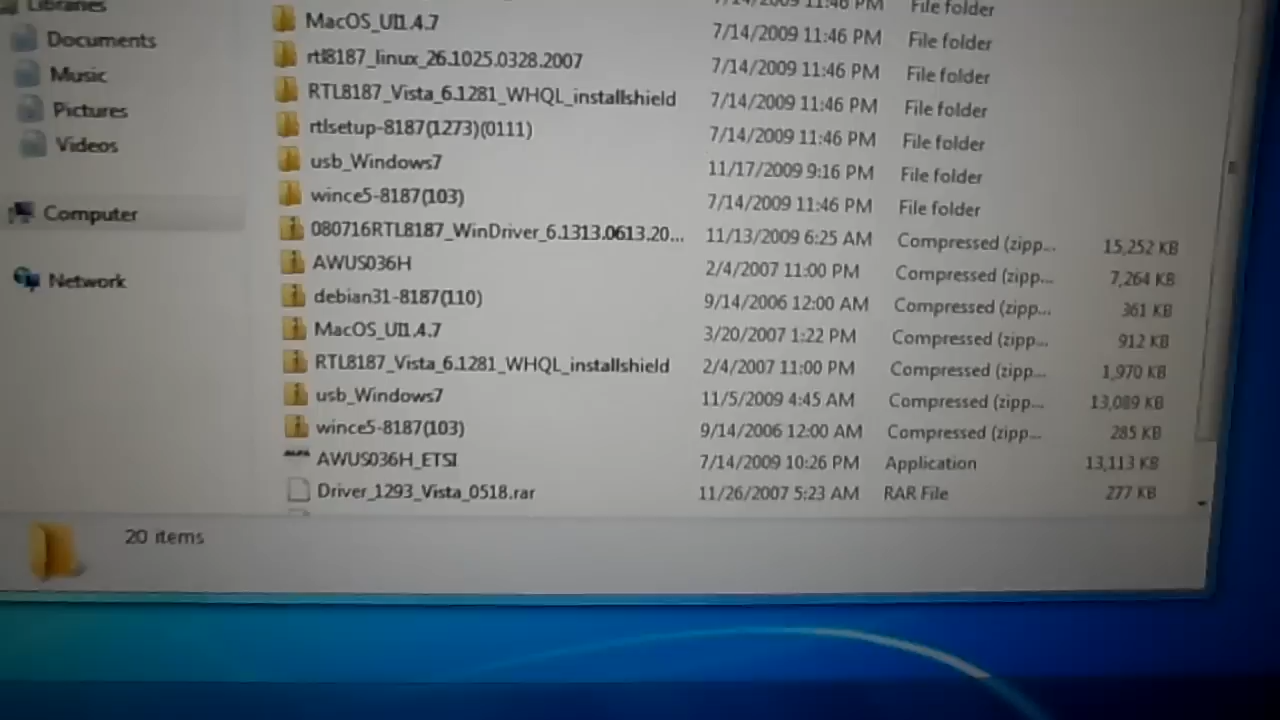 Libraries
Documents
Music
Pictures
Videos
Computer
Network
7/14/2009 11:46 PM File folder
MacOS_UI1.4.7 7/14/2009 11:46 PM File folder
rtl8187_linux_26.1025.0328.2007 7/14/2009 11:46 PM File folder
RTL8187_Vista_6.1281_WHQL_installshield 7/14/2009 11:46 PM File folder
rtlsetup-8187(1273)(0111) 7/14/2009 11:46 PM File folder
usb_Windows7 11/17/2009 9:16 PM File folder
wince5-8187(103) 7/14/2009 11:46 PM File folder
080716RTL8187_WinDriver_6.1313.0613.20... 11/13/2009 6:25 AM Compressed (zipp... 15,252 KB
AWUS036H 2/4/2007 11:00 PM Compressed (zipp... 7,264 KB
debian31-8187(110) 9/14/2006 12:00 AM Compressed (zipp... 361 KB
MacOS_UI1.4.7 3/20/2007 1:22 PM Compressed (zipp... 912 KB
RTL8187_Vista_6.1281_WHQL_installshield 2/4/2007 11:00 PM Compressed (zipp... 1,970 KB
usb_Windows7 11/5/2009 4:45 AM Compressed (zipp... 13,089 KB
wince5-8187(103) 9/14/2006 12:00 AM Compressed (zipp... 285 KB
AWUS036H_ETSI 7/14/2009 10:26 PM Application 13,113 KB
Driver_1293_Vista_0518.rar 11/26/2007 5:23 AM RAR File 277 KB
20 items